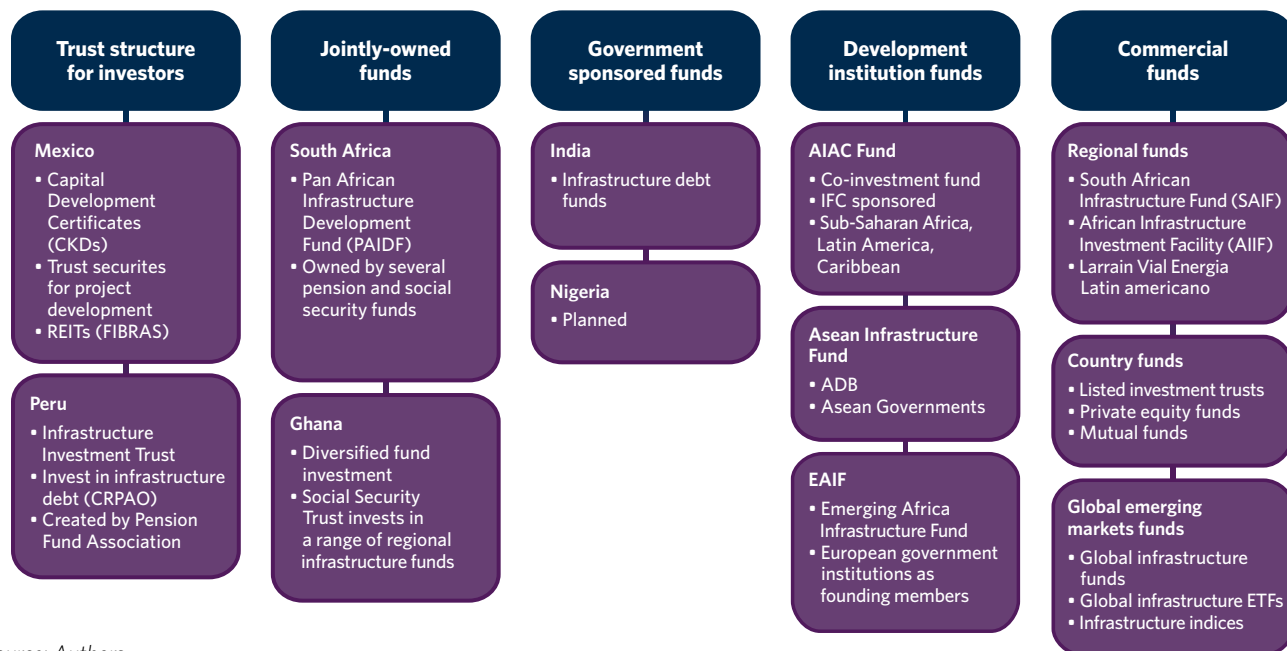 Trust structure
for investors
Mexico
▪ Capital
Development
Certificates
(CKDs)
▪ Trust securites
for project
development
▪ REITs (FIBRAS)
Peru
▪ Infrastructure
Investment Trust
▪ Invest in infrastructure
debt (CRPAO)
▪ Created by Pension
Fund Association
Jointly-owned
funds
South Africa
▪ Pan African
Infrastructure
Development
Fund (PAIDF)
▪ Owned by several
pension and social
security funds
Ghana
▪ Diversified fund
investment
▪ Social Security
Trust invests in
a range of regional
infrastructure funds
Government
sponsored funds
India
▪ Infrastructure debt
funds
Nigeria
▪ Planned
Development
institution funds
AIAC Fund
▪ Co-investment fund
▪ IFC sponsored
▪ Sub-Saharan Africa,
Latin America,
Caribbean
Asean Infrastructure
Fund
▪ ADB
▪ Asean Governments
EAIF
▪ Emerging Africa
Infrastructure Fund
▪ European government
institutions as
founding members
Commercial
funds
Regional funds
▪ South African
Infrastructure Fund (SAIF)
▪ African Infrastructure
Investment Facility (AIIF)
▪ Larrain Vial Energia
Latin americano
Country funds
▪ Listed investment trusts
▪ Private equity funds
▪ Mutual funds
Global emerging
markets funds
▪ Global infrastructure
funds
▪ Global infrastructure ETFs
▪ Infrastructure indices